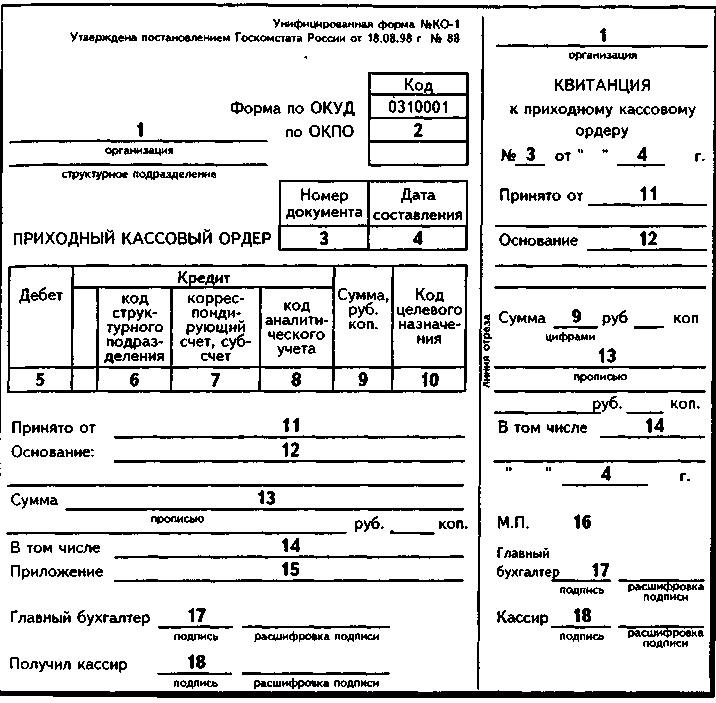 Унифицированная форма №КО-1
Утверждена постановлением Госкомстата России от 18.08.98 г № 88
Код
Форма по ОКУД 0310001
1 по ОКПО 2
организация
структурное подразделение
Номер документа Дата составления
ПРИХОДНЫЙ КАССОВЫЙ ОРДЕР 3 4
Дебет Кредит Сумма, руб. коп. Код целевого назначе-ния
код струк-турного подраз-деления коррес-понди-рующий счет, суб-счет код аналити-ческого учета
5 6 7 8 9 10
Принято от 11
Основание: 12
Сумма 13
прописью руб. коп.
В том числе 14
Приложение 15
Главный бухгалтер 17
подпись расшифровка подписи
Получил кассир 18
подпись расшифровка подписи
Линия отреза
1
организация
КВИТАНЦИЯ
к приходному кассовому
ордеру
№ 3 от " " 4 г.
Принято от 11
Основание 12
Сумма 9 руб коп
цифрами
13
прописью
руб. коп.
В том числе 14
" " 4 г.
М.П. 16
Главный
бухгалтер 17
подпись расшифровка подписи
Кассир 18
подпись расшифровка подписи